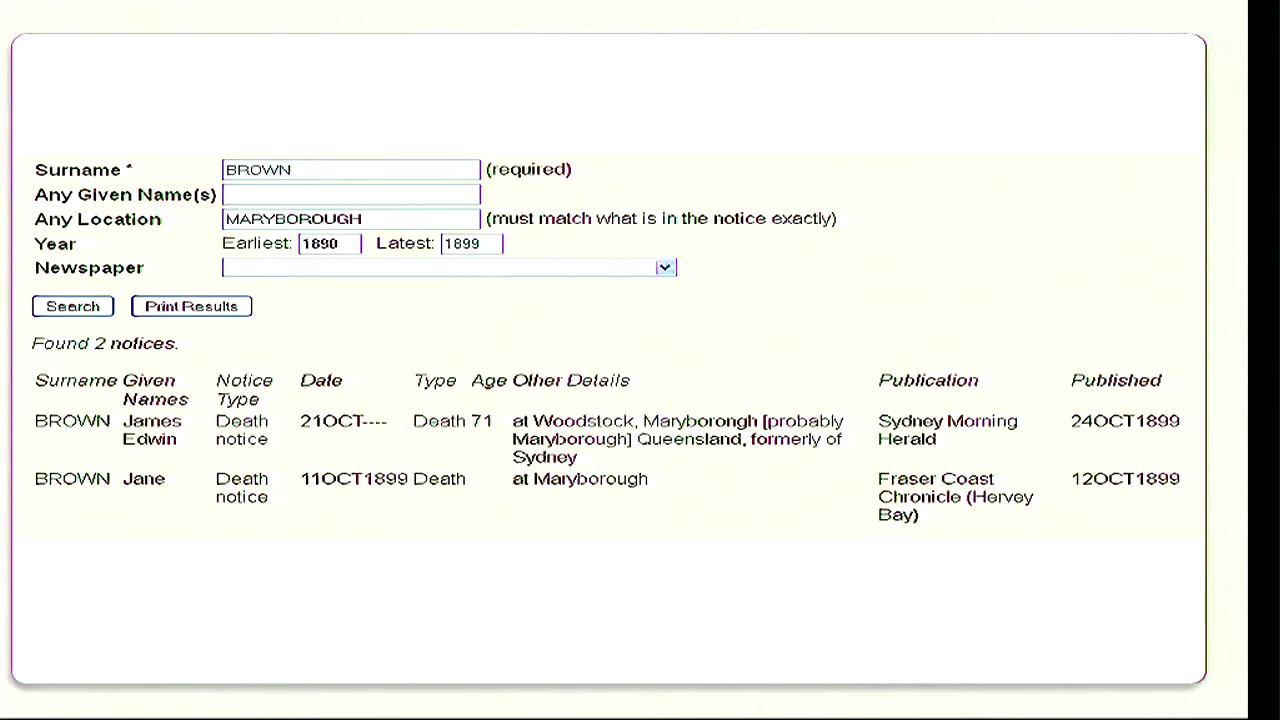 Surname * BROWN (required)
Any Given Name(s)
Any Location MARYBOROUGH (must match what is in the notice exactly)
Year Earliest: 1890 Latest: 1899
Newspaper
Search Print Results
Found 2 notices.
Surname Given Names Notice Type Date Type Age Other Details Publication Published
BROWN James Edwin Death notice 21OCT---- Death 71 at Woodstock, Maryborongh [probably Maryborough] Queensland, formerly of Sydney Sydney Morning Herald 24OCT1899
BROWN Jane Death notice 11OCT1899 Death at Maryborough Fraser Coast Chronicle (Hervey Bay) 12OCT1899